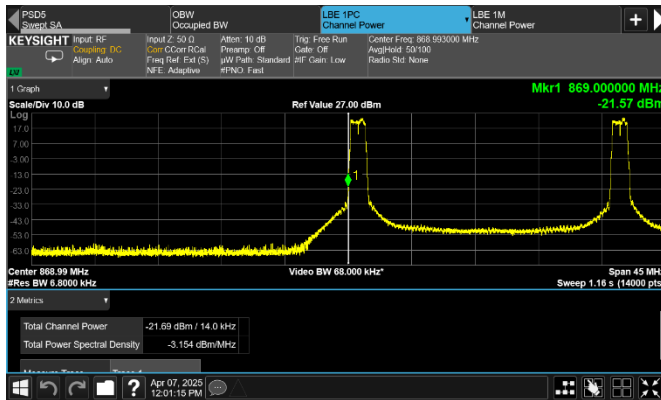 PSD5
Swept SA
OBW
Occupied BW
LBE 1PC
Channel Power
LBE 1M
Channel Power
KEYSIGHT
Input: RF
Coupling: DC
Align: Auto
Input Z: 50 Ω
Corr CCorr RCal
Freq Ref: Ext (S)
NFE: Adaptive
Atten: 10 dB
Preamp: Off
µW Path: Standard
#PNO: Fast
Trig: Free Run
Gate: Off
#IF Gain: Low
Center Freq: 868.993000 MHz
Avg|Hold: 50/100
Radio Std: None
1 Graph
Scale/Div 10.0 dB
Ref Value 27.00 dBm
Mkr1 869.000000 MHz
-21.57 dBm
Log
17.0
7.00
-3.00
-13.0
-23.0
-33.0
-43.0
-53.0
-63.0
1
Center 868.99 MHz
#Res BW 6.8000 kHz
Video BW 68.000 kHz*
Span 45 MHz
Sweep 1.16 s (14000 pts)
2 Metrics
Total Channel Power -21.69 dBm / 14.0 kHz
Total Power Spectral Density -3.154 dBm/MHz
Apr 07, 2025
12:01:15 PM